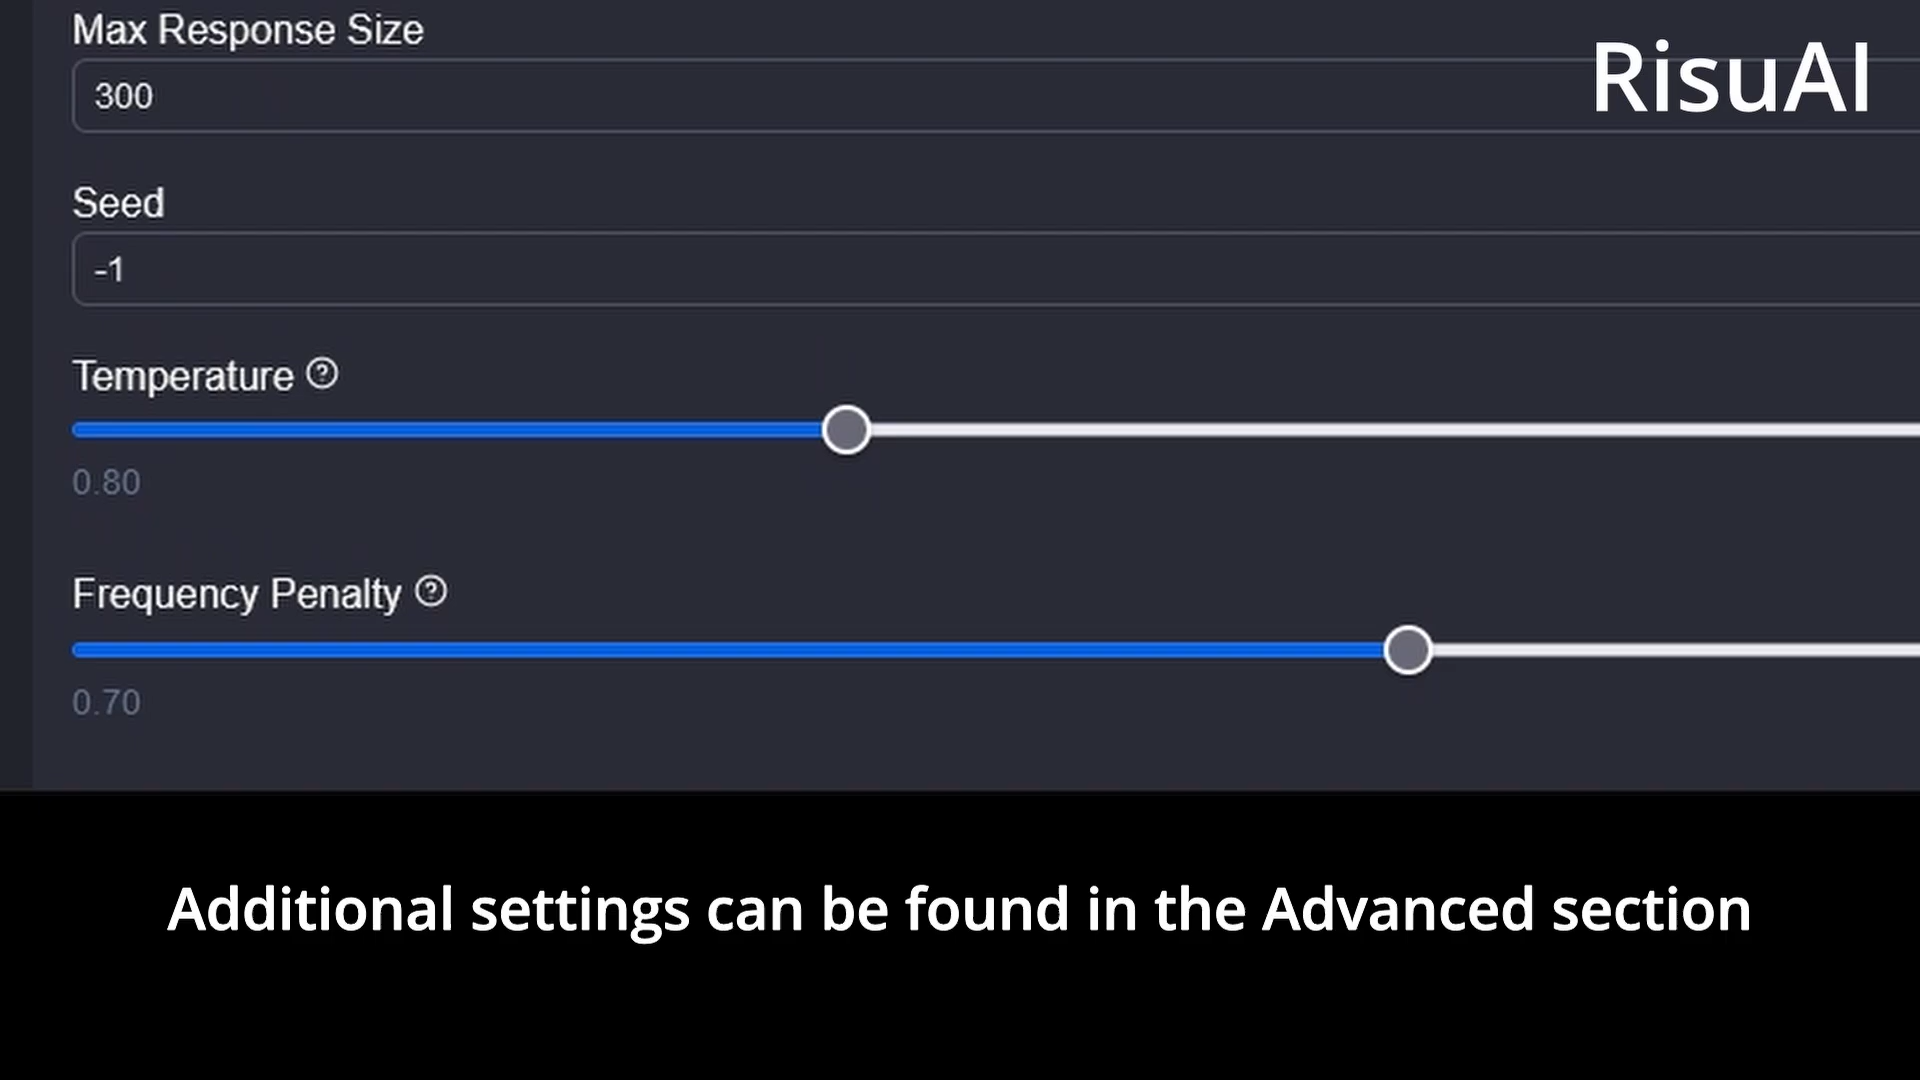 Max Response Size
RisuAI
300
Seed
-1
Temperature
0.80
Frequency Penalty
0.70
Additional settings can be found in the Advanced section